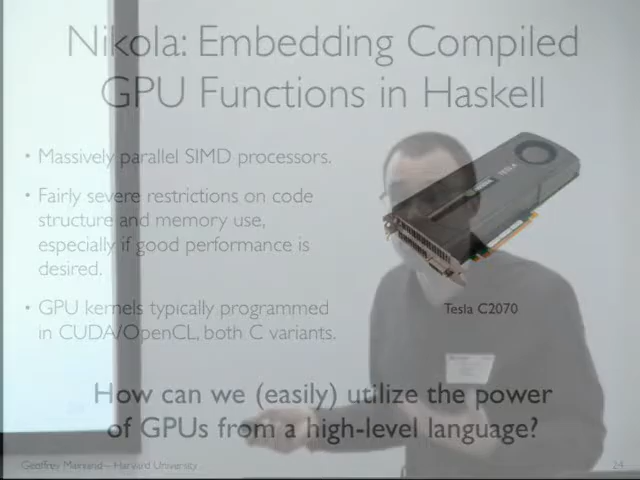 Nikola: Embedding Compiled
GPU Functions in Haskell
• Massively parallel SIMD processors.
• Fairly severe restrictions on code
structure and memory use,
especially if good performance is
desired.
• GPU kernels typically programmed
in CUDA/OpenCL, both C variants.
TESLA
Tesla C2070
How can we (easily) utilize the power
of GPUs from a high-level language?
Geoffrey Mainland – Harvard University
24